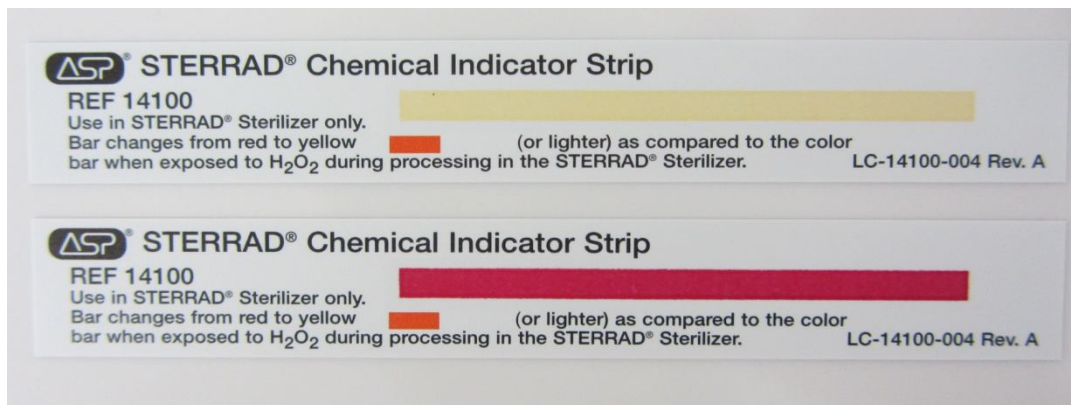 ASP® STERRAD® Chemical Indicator Strip
REF 14100
Use in STERRAD® Sterilizer only.
Bar changes from red to yellow (or lighter) as compared to the color
bar when exposed to H₂O₂ during processing in the STERRAD® Sterilizer. LC-14100-004 Rev. A
ASP® STERRAD® Chemical Indicator Strip
REF 14100
Use in STERRAD® Sterilizer only.
Bar changes from red to yellow (or lighter) as compared to the color
bar when exposed to H₂O₂ during processing in the STERRAD® Sterilizer. LC-14100-004 Rev. A